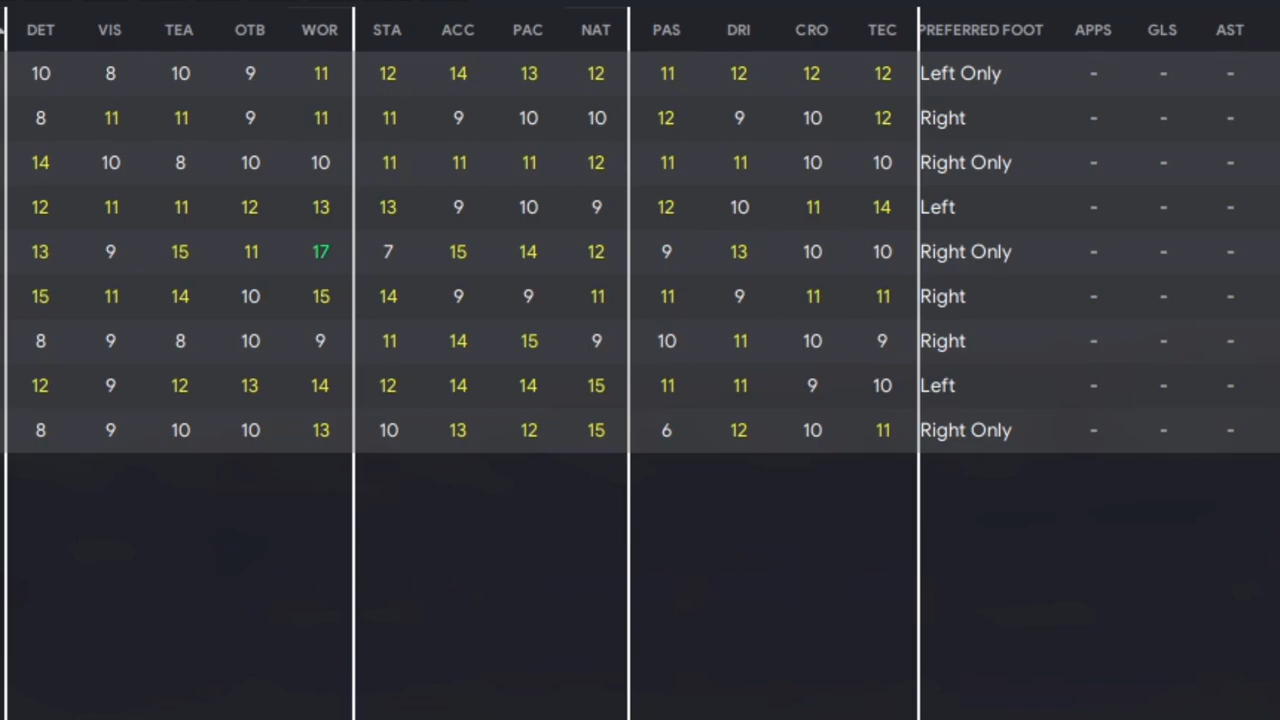 DET VIS TEA OTB WOR STA ACC PAC NAT PAS DRI CRO TEC PREFERRED FOOT APPS GLS AST
10 8 10 9 11 12 14 13 12 11 12 12 12 Left Only - - -
8 11 11 9 11 11 9 10 10 12 9 10 12 Right - - -
14 10 8 10 10 11 11 11 12 11 11 10 10 Right Only - - -
12 11 11 12 13 13 9 10 9 12 10 11 14 Left - - -
13 9 15 11 17 7 15 14 12 9 13 10 10 Right Only - - -
15 11 14 10 15 14 9 9 11 11 9 11 11 Right - - -
8 9 8 10 9 11 14 15 9 10 11 10 9 Right - - -
12 9 12 13 14 12 14 14 15 11 11 9 10 Left - - -
8 9 10 10 13 10 13 12 15 6 12 10 11 Right Only - - -